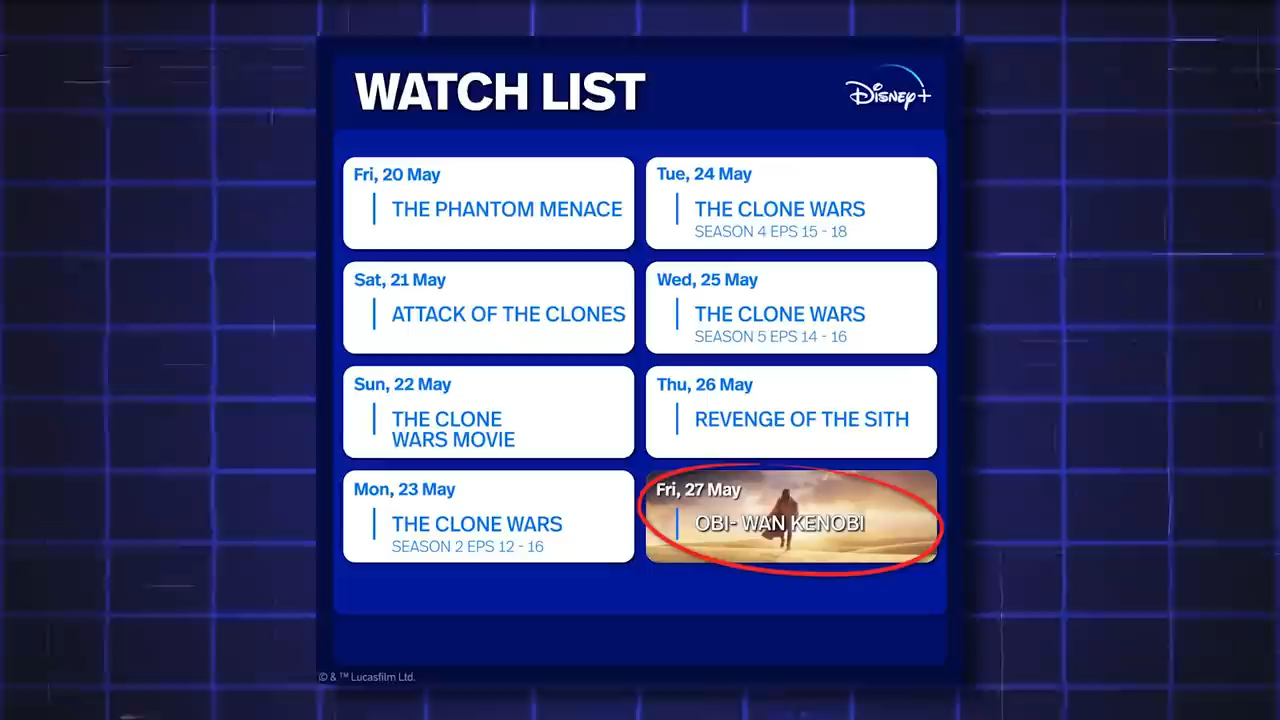 WATCH LIST
Disney+
Fri, 20 May
THE PHANTOM MENACE
Sat, 21 May
ATTACK OF THE CLONES
Sun, 22 May
THE CLONE
WARS MOVIE
Mon, 23 May
THE CLONE WARS
SEASON 2 EPS 12 - 16
Tue, 24 May
THE CLONE WARS
SEASON 4 EPS 15 - 18
Wed, 25 May
THE CLONE WARS
SEASON 5 EPS 14 - 16
Thu, 26 May
REVENGE OF THE SITH
Fri, 27 May
OBI- WAN KENOBI
© & ™ Lucasfilm Ltd.